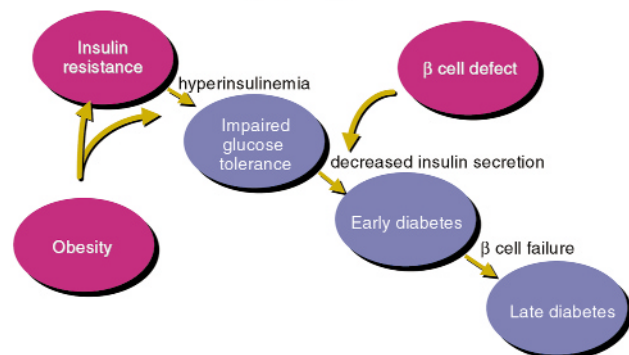 Insulin
resistance
hyperinsulinemia
β cell defect
Impaired
glucose
tolerance
decreased insulin secretion
Obesity
Early diabetes
β cell failure
Late diabetes